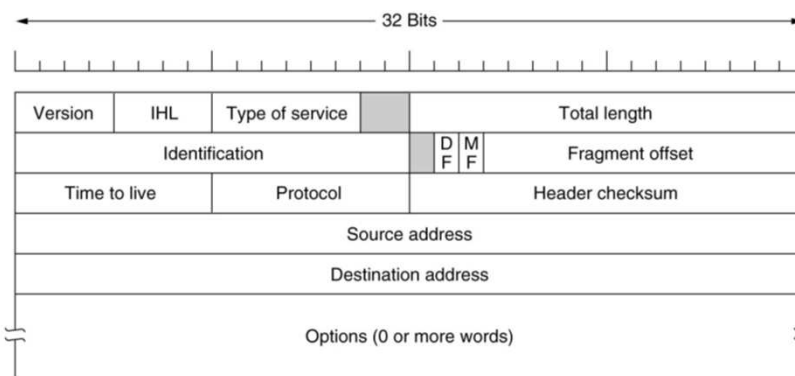 32 Bits
Version IHL Type of service Total length
Identification D F M F Fragment offset
Time to live Protocol Header checksum
Source address
Destination address
Options (0 or more words)